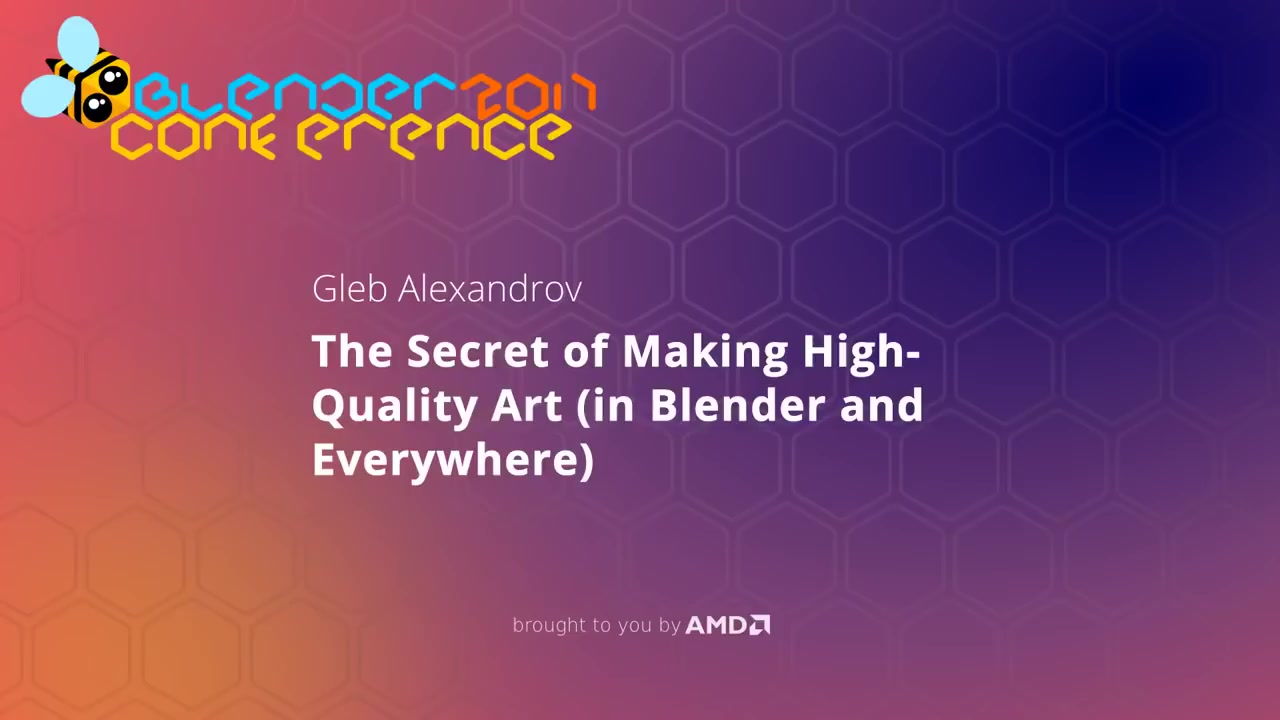 Blender 2017
Conference
Gleb Alexandrov
The Secret of Making High-
Quality Art (in Blender and
Everywhere)
brought to you by AMD